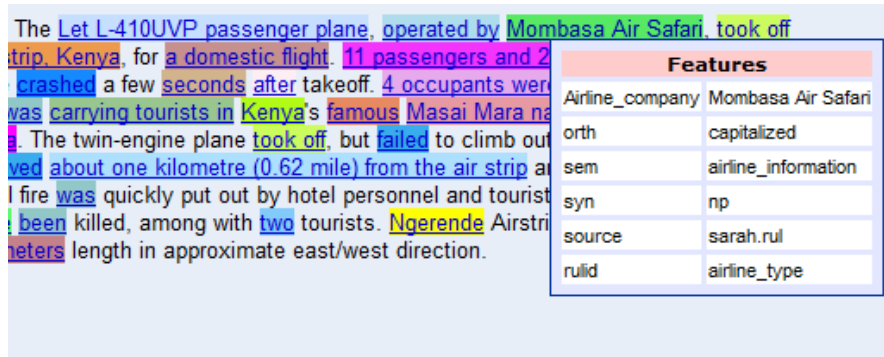 The Let L-410UVP passenger plane, operated by Mombasa Air Safari, took off
strip, Kenya, for a domestic flight. 11 passengers and 2
crashed a few seconds after takeoff. 4 occupants were
was carrying tourists in Kenya's famous Masai Mara na
. The twin-engine plane took off, but failed to climb out
ved about one kilometre (0.62 mile) from the air strip a
l fire was quickly put out by hotel personnel and tourist
been killed, among with two tourists. Ngerende Airstri
meters length in approximate east/west direction.
Features
Airline_company Mombasa Air Safari
orth capitalized
sem airline_information
syn np
source sarah.rul
rulid airline_type